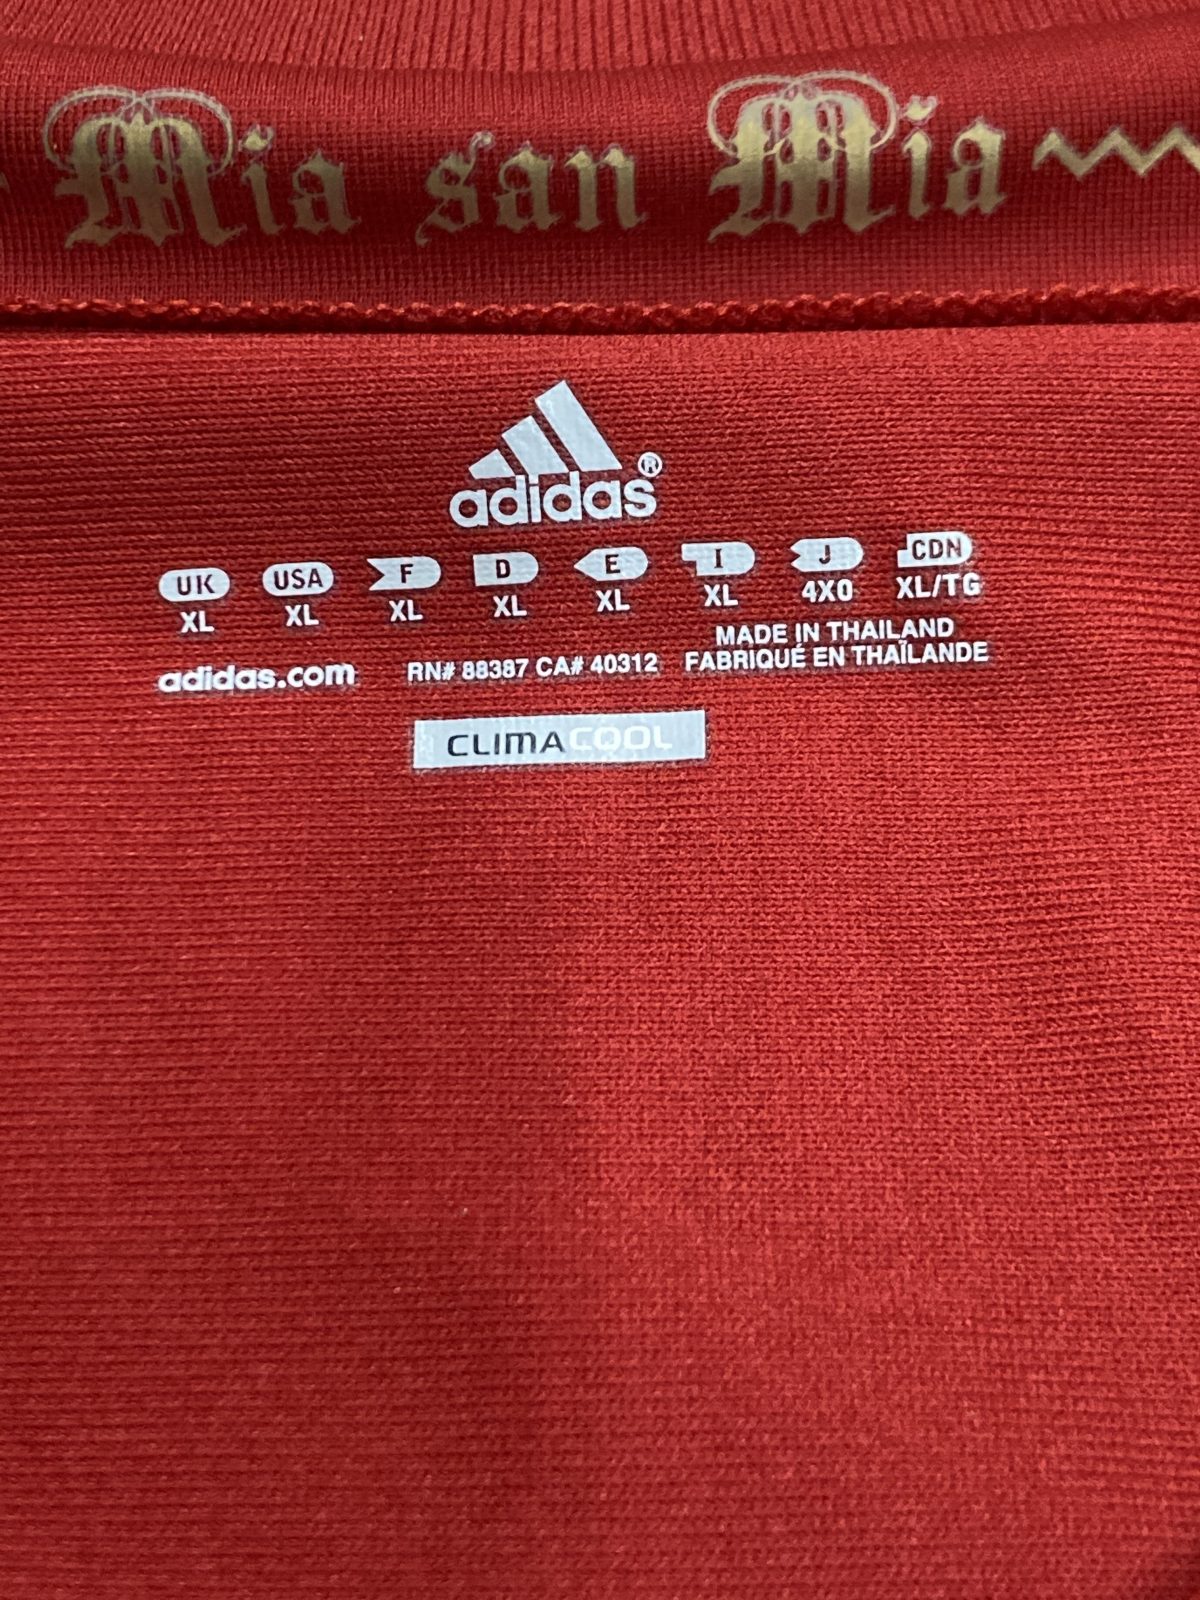 Mia san Mia
adidas®
UK USA F D E I J CDN
XL XL XL XL XL XL 4XO XL/TG
adidas.com RN# 88387 CA# 40312 MADE IN THAILAND
FABRIQUÉ EN THAÏLANDE
CLIMACOOL